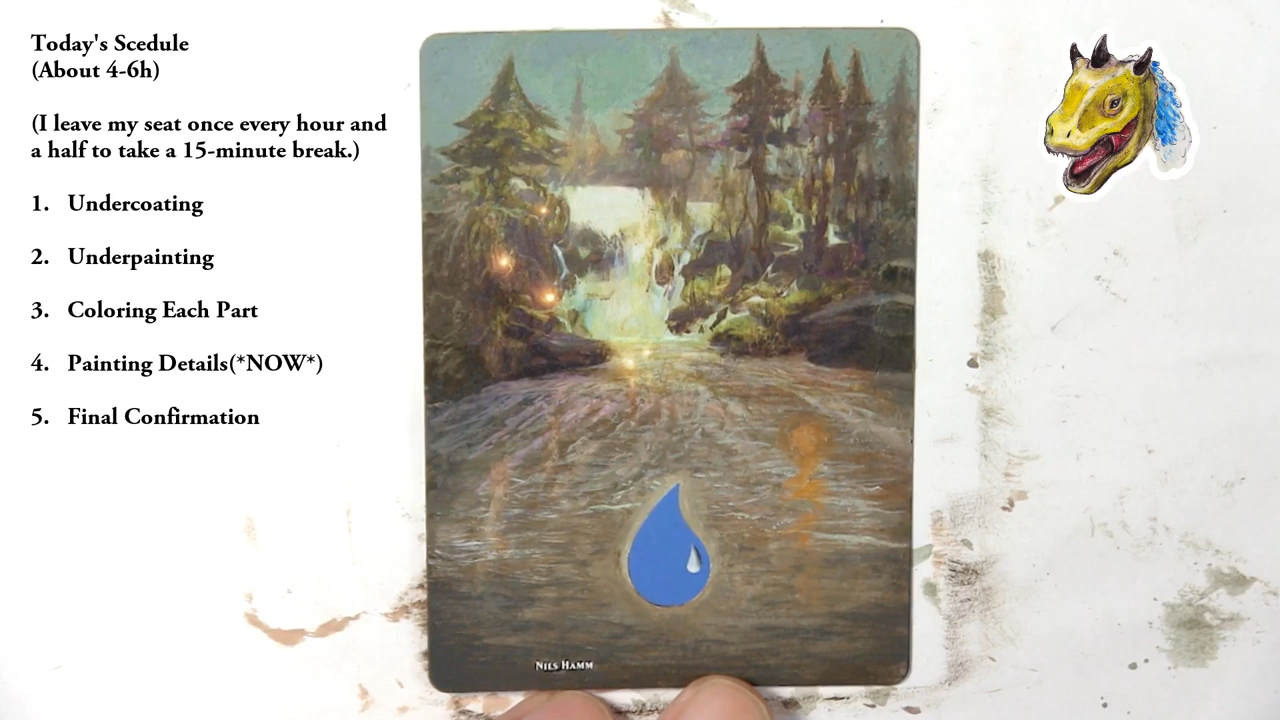 Today's Scedule
(About 4-6h)
(I leave my seat once every hour and
a half to take a 15-minute break.)
1. Undercoating
2. Underpainting
3. Coloring Each Part
4. Painting Details(*NOW*)
5. Final Confirmation
Nils Hamm